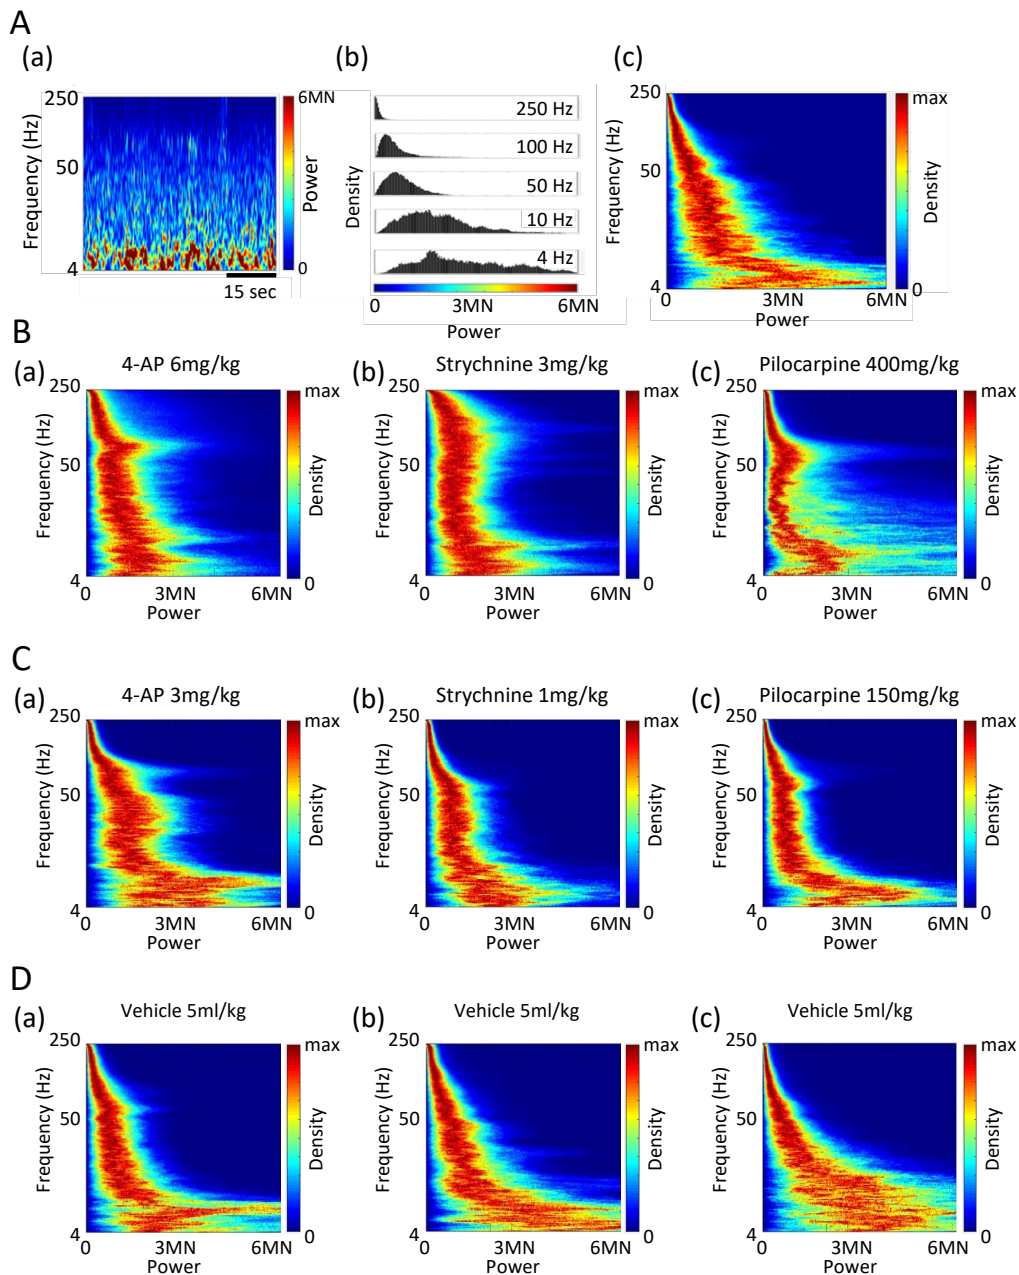 A
(a)
(b)
(c)
250
50
4
Frequency (Hz)
6MN
0
Power
15 sec
Density
250 Hz
100 Hz
50 Hz
10 Hz
4 Hz
0
3MN
6MN
Power
250
50
4
Frequency (Hz)
0
3MN
6MN
Power
max
0
Density
B
(a)
4-AP 6mg/kg
250
50
4
Frequency (Hz)
0
3MN
6MN
Power
max
0
Density
(b)
Strychnine 3mg/kg
250
50
4
Frequency (Hz)
0
3MN
6MN
Power
max
0
Density
(c)
Pilocarpine 400mg/kg
250
50
4
Frequency (Hz)
0
3MN
6MN
Power
max
0
Density
C
(a)
4-AP 3mg/kg
250
50
4
Frequency (Hz)
0
3MN
6MN
Power
max
0
Density
(b)
Strychnine 1mg/kg
250
50
4
Frequency (Hz)
0
3MN
6MN
Power
max
0
Density
(c)
Pilocarpine 150mg/kg
250
50
4
Frequency (Hz)
0
3MN
6MN
Power
max
0
Density
D
(a)
Vehicle 5ml/kg
250
50
4
Frequency (Hz)
0
3MN
6MN
Power
max
0
Density
(b)
Vehicle 5ml/kg
250
50
4
Frequency (Hz)
0
3MN
6MN
Power
max
0
Density
(c)
Vehicle 5ml/kg
250
50
4
Frequency (Hz)
0
3MN
6MN
Power
max
0
Density